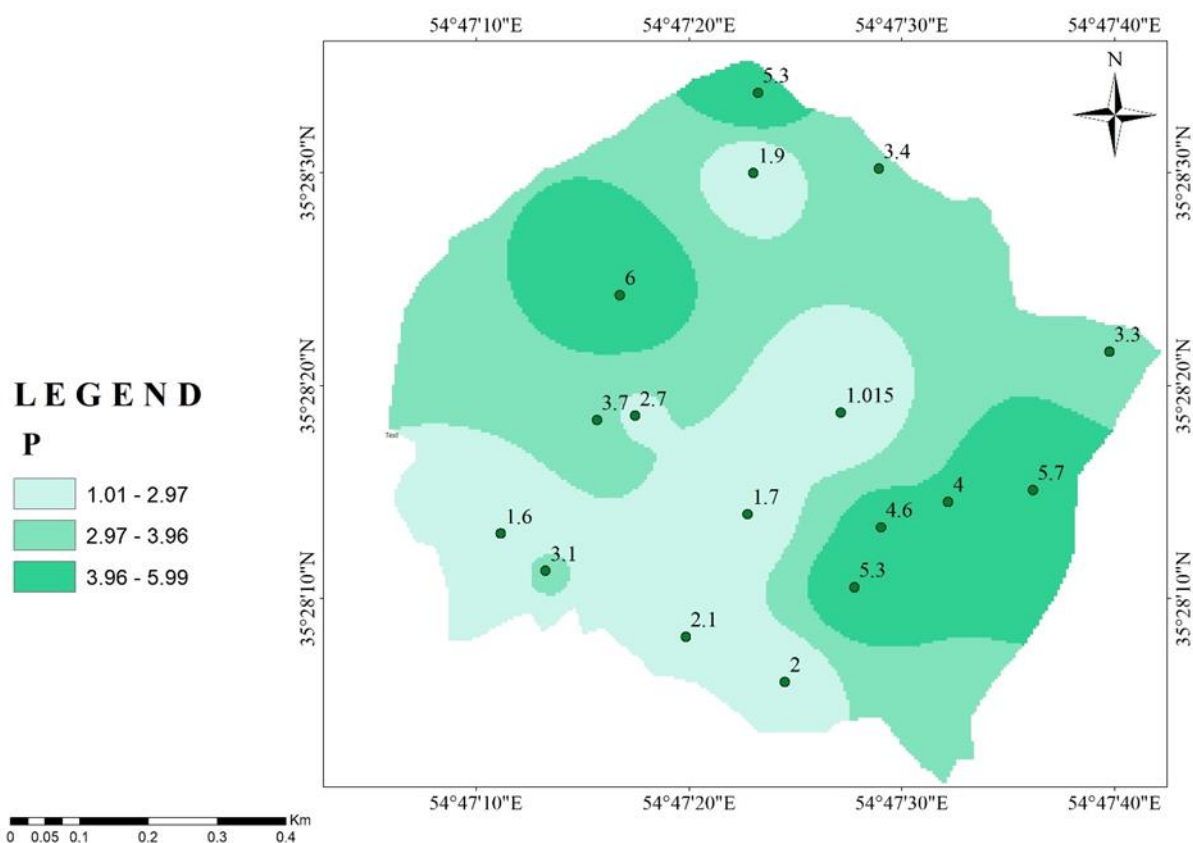 54°47'10"E 54°47'20"E 54°47'30"E 54°47'40"E
N
5.3
35°28'30"N
1.9
3.4
35°28'30"N
6
35°28'20"N
3.3
35°28'20"N
LEGEND
3.7
2.7
1.015
Text
P
1.01 - 2.97
2.97 - 3.96
3.96 - 5.99
5.7
4
1.7
4.6
1.6
3.1
5.3
35°28'10"N
35°28'10"N
2.1
2
54°47'10"E 54°47'20"E 54°47'30"E 54°47'40"E
Km
0 0.05 0.1 0.2 0.3 0.4